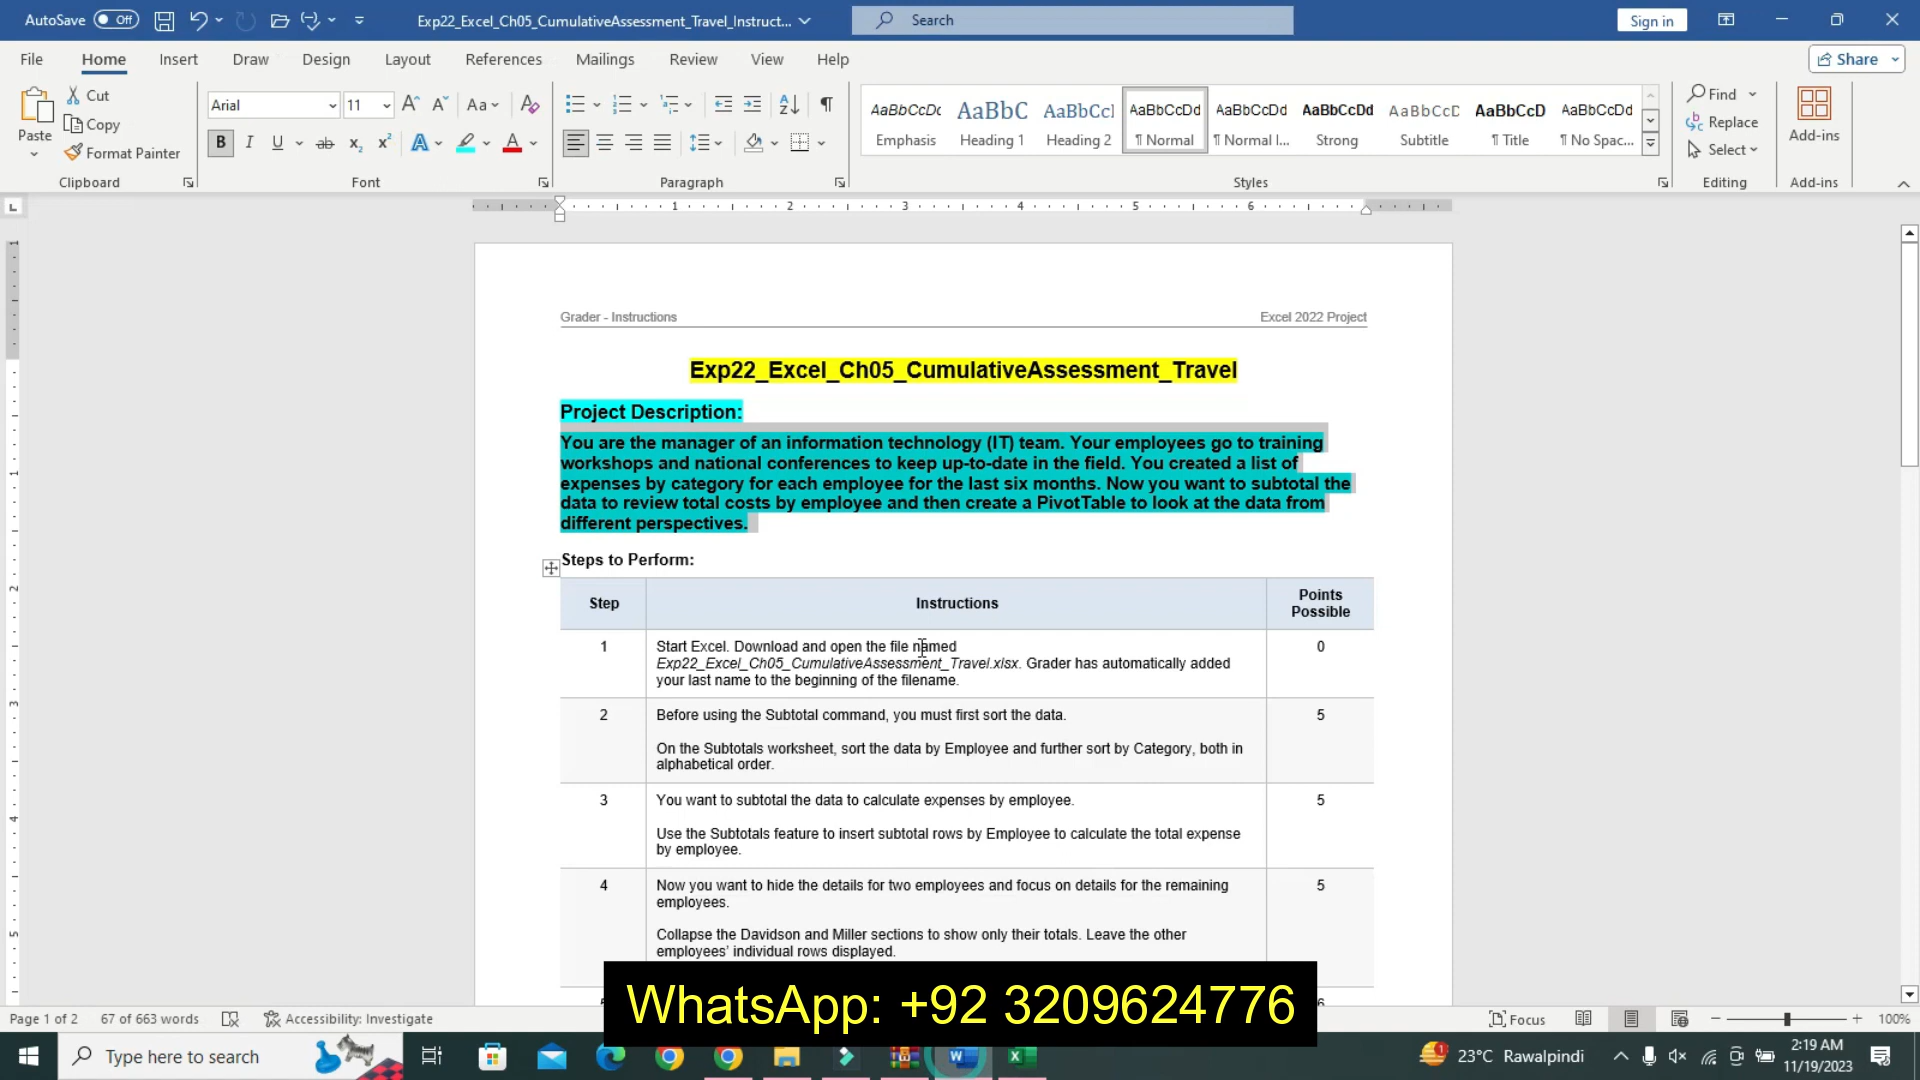 AutoSave Off
Exp22_Excel_Ch05_CumulativeAssessment_Travel_Instruct...
Search
Sign in
File Home Insert Draw Design Layout References Mailings Review View Help
Share
Paste
Cut
Copy
Format Painter
Clipboard
Arial 11
Font
Paragraph
AaBbCcDc AaBbC AaBbCcI AaBbCcDd AaBbCcDd AaBbCcDd AaBbCcD AaBbCcD AaBbCcDd
Emphasis Heading 1 Heading 2 ¶ Normal ¶ Normal I... Strong Subtitle ¶ Title ¶ No Spac...
Styles
Find
Replace
Select
Editing
Add-ins
Add-ins
1 2 3 4 5 6
Grader - Instructions Excel 2022 Project
Exp22_Excel_Ch05_CumulativeAssessment_Travel
Project Description:
You are the manager of an information technology (IT) team. Your employees go to training
workshops and national conferences to keep up-to-date in the field. You created a list of
expenses by category for each employee for the last six months. Now you want to subtotal the
data to review total costs by employee and then create a PivotTable to look at the data from
different perspectives.
Steps to Perform:
Step Instructions Points
Possible
1 Start Excel. Download and open the file named 0
Exp22_Excel_Ch05_CumulativeAssessment_Travel.xlsx. Grader has automatically added
your last name to the beginning of the filename.
2 Before using the Subtotal command, you must first sort the data. 5
On the Subtotals worksheet, sort the data by Employee and further sort by Category, both in
alphabetical order.
3 You want to subtotal the data to calculate expenses by employee. 5
Use the Subtotals feature to insert subtotal rows by Employee to calculate the total expense
by employee.
4 Now you want to hide the details for two employees and focus on details for the remaining 5
employees.
Collapse the Davidson and Miller sections to show only their totals. Leave the other
employees' individual rows displayed.
WhatsApp: +92 3209624776
Page 1 of 2 67 of 663 words Accessibility: Investigate
Focus
100%
Type here to search
23°C Rawalpindi
2:19 AM
11/19/2023